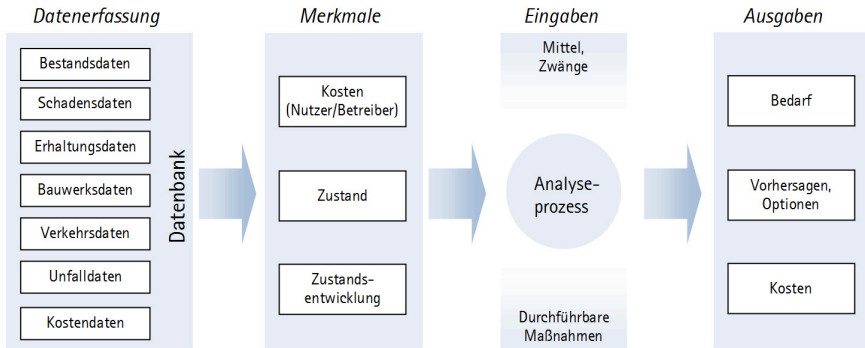 Datenerfassung
Bestandsdaten
Schadensdaten
Erhaltungsdaten
Bauwerksdaten
Verkehrsdaten
Unfalldaten
Kostendaten
Datenbank
Merkmale
Kosten
(Nutzer/Betreiber)
Zustand
Zustands-
entwicklung
Eingaben
Mittel,
Zwänge
Analyse-
prozess
Durchführbare
Maßnahmen
Ausgaben
Bedarf
Vorhersagen,
Optionen
Kosten